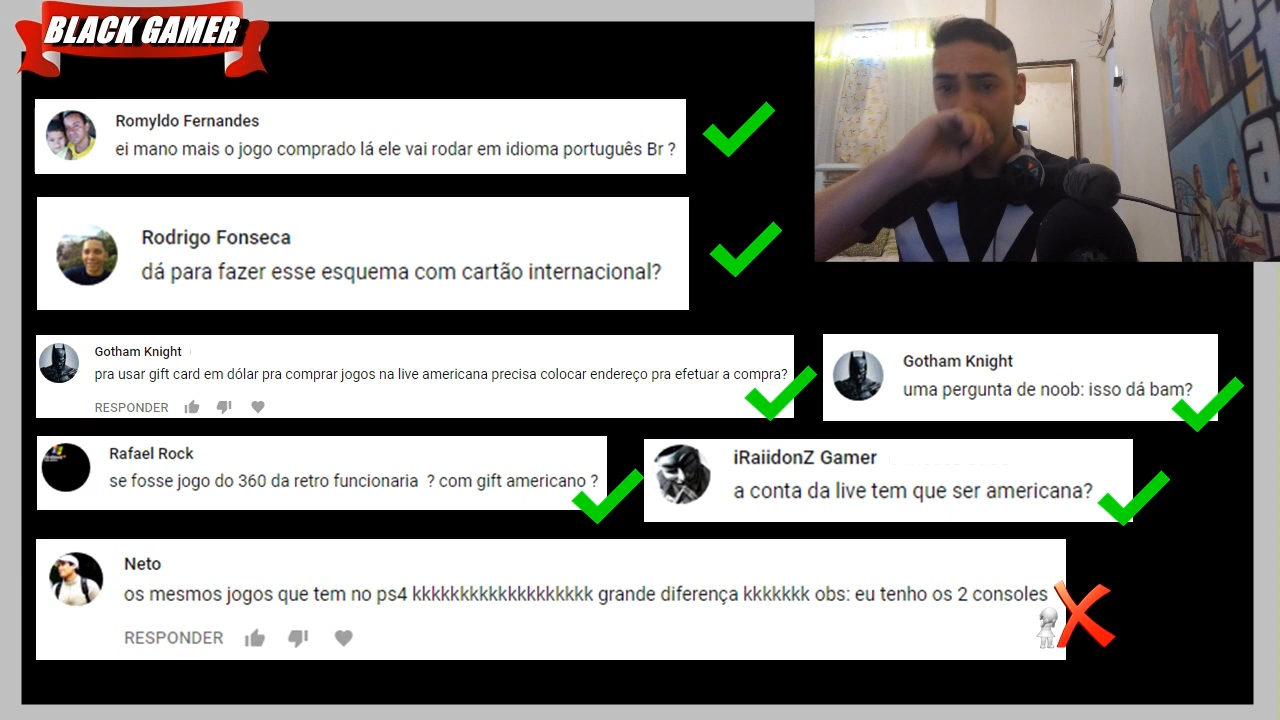 BLACK GAMER
Romyldo Fernandes
ei mano mais o jogo comprado lá ele vai rodar em idioma português Br ?
Rodrigo Fonseca
dá para fazer esse esquema com cartão internacional?
Gotham Knight
pra usar girt card em dólar pra comprar jogos na live americana precisa colocar endereço pra efetuar a compra?
RESPONDER
Gotham Knight
uma pergunta de noob: isso dá bam?
Rafael Rock
se fosse jogo do 360 da retro funcionaria ? com gift americano ?
iRaiidonZ Gamer
a conta da live tem que ser americana?
Neto
os mesmos jogos que tem no ps4 kkkkkkkkkkkkkkkkkkk grande diferença kkkkkkk obs: eu tenho os 2 consoles
RESPONDER